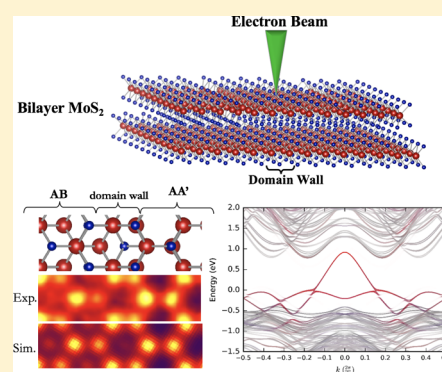 Electron Beam
Bilayer MoS₂
Domain Wall
AB
domain wall
AA'
Exp.
Sim.
Energy (eV)
2.0
1.5
1.0
0.5
0.0
−0.5
−1.0
−1.5
−0.5 −0.4 −0.3 −0.2 −0.1 0.0 0.1 0.2 0.3 0.4